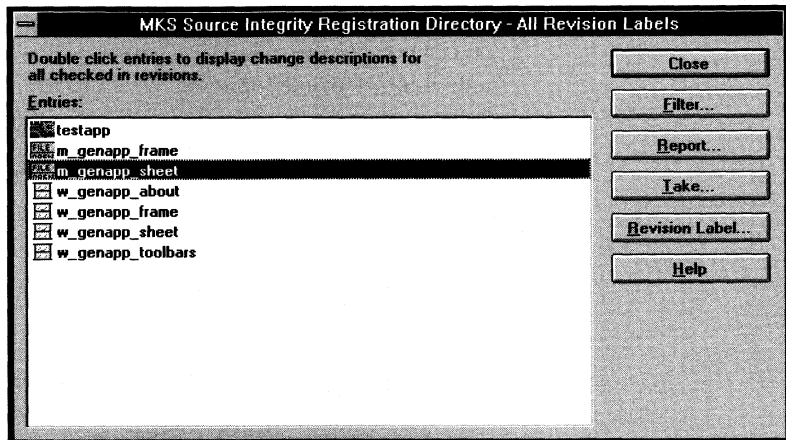 MKS Source Integrity Registration Directory - All Revision Labels
Double click entries to display change descriptions for
all checked in revisions.
Entries:
testapp
m_genapp_frame
m_genapp_sheet
w_genapp_about
w_genapp_frame
w_genapp_sheet
w_genapp_toolbars
Close
Filter...
Report...
Take...
Revision Label...
Help